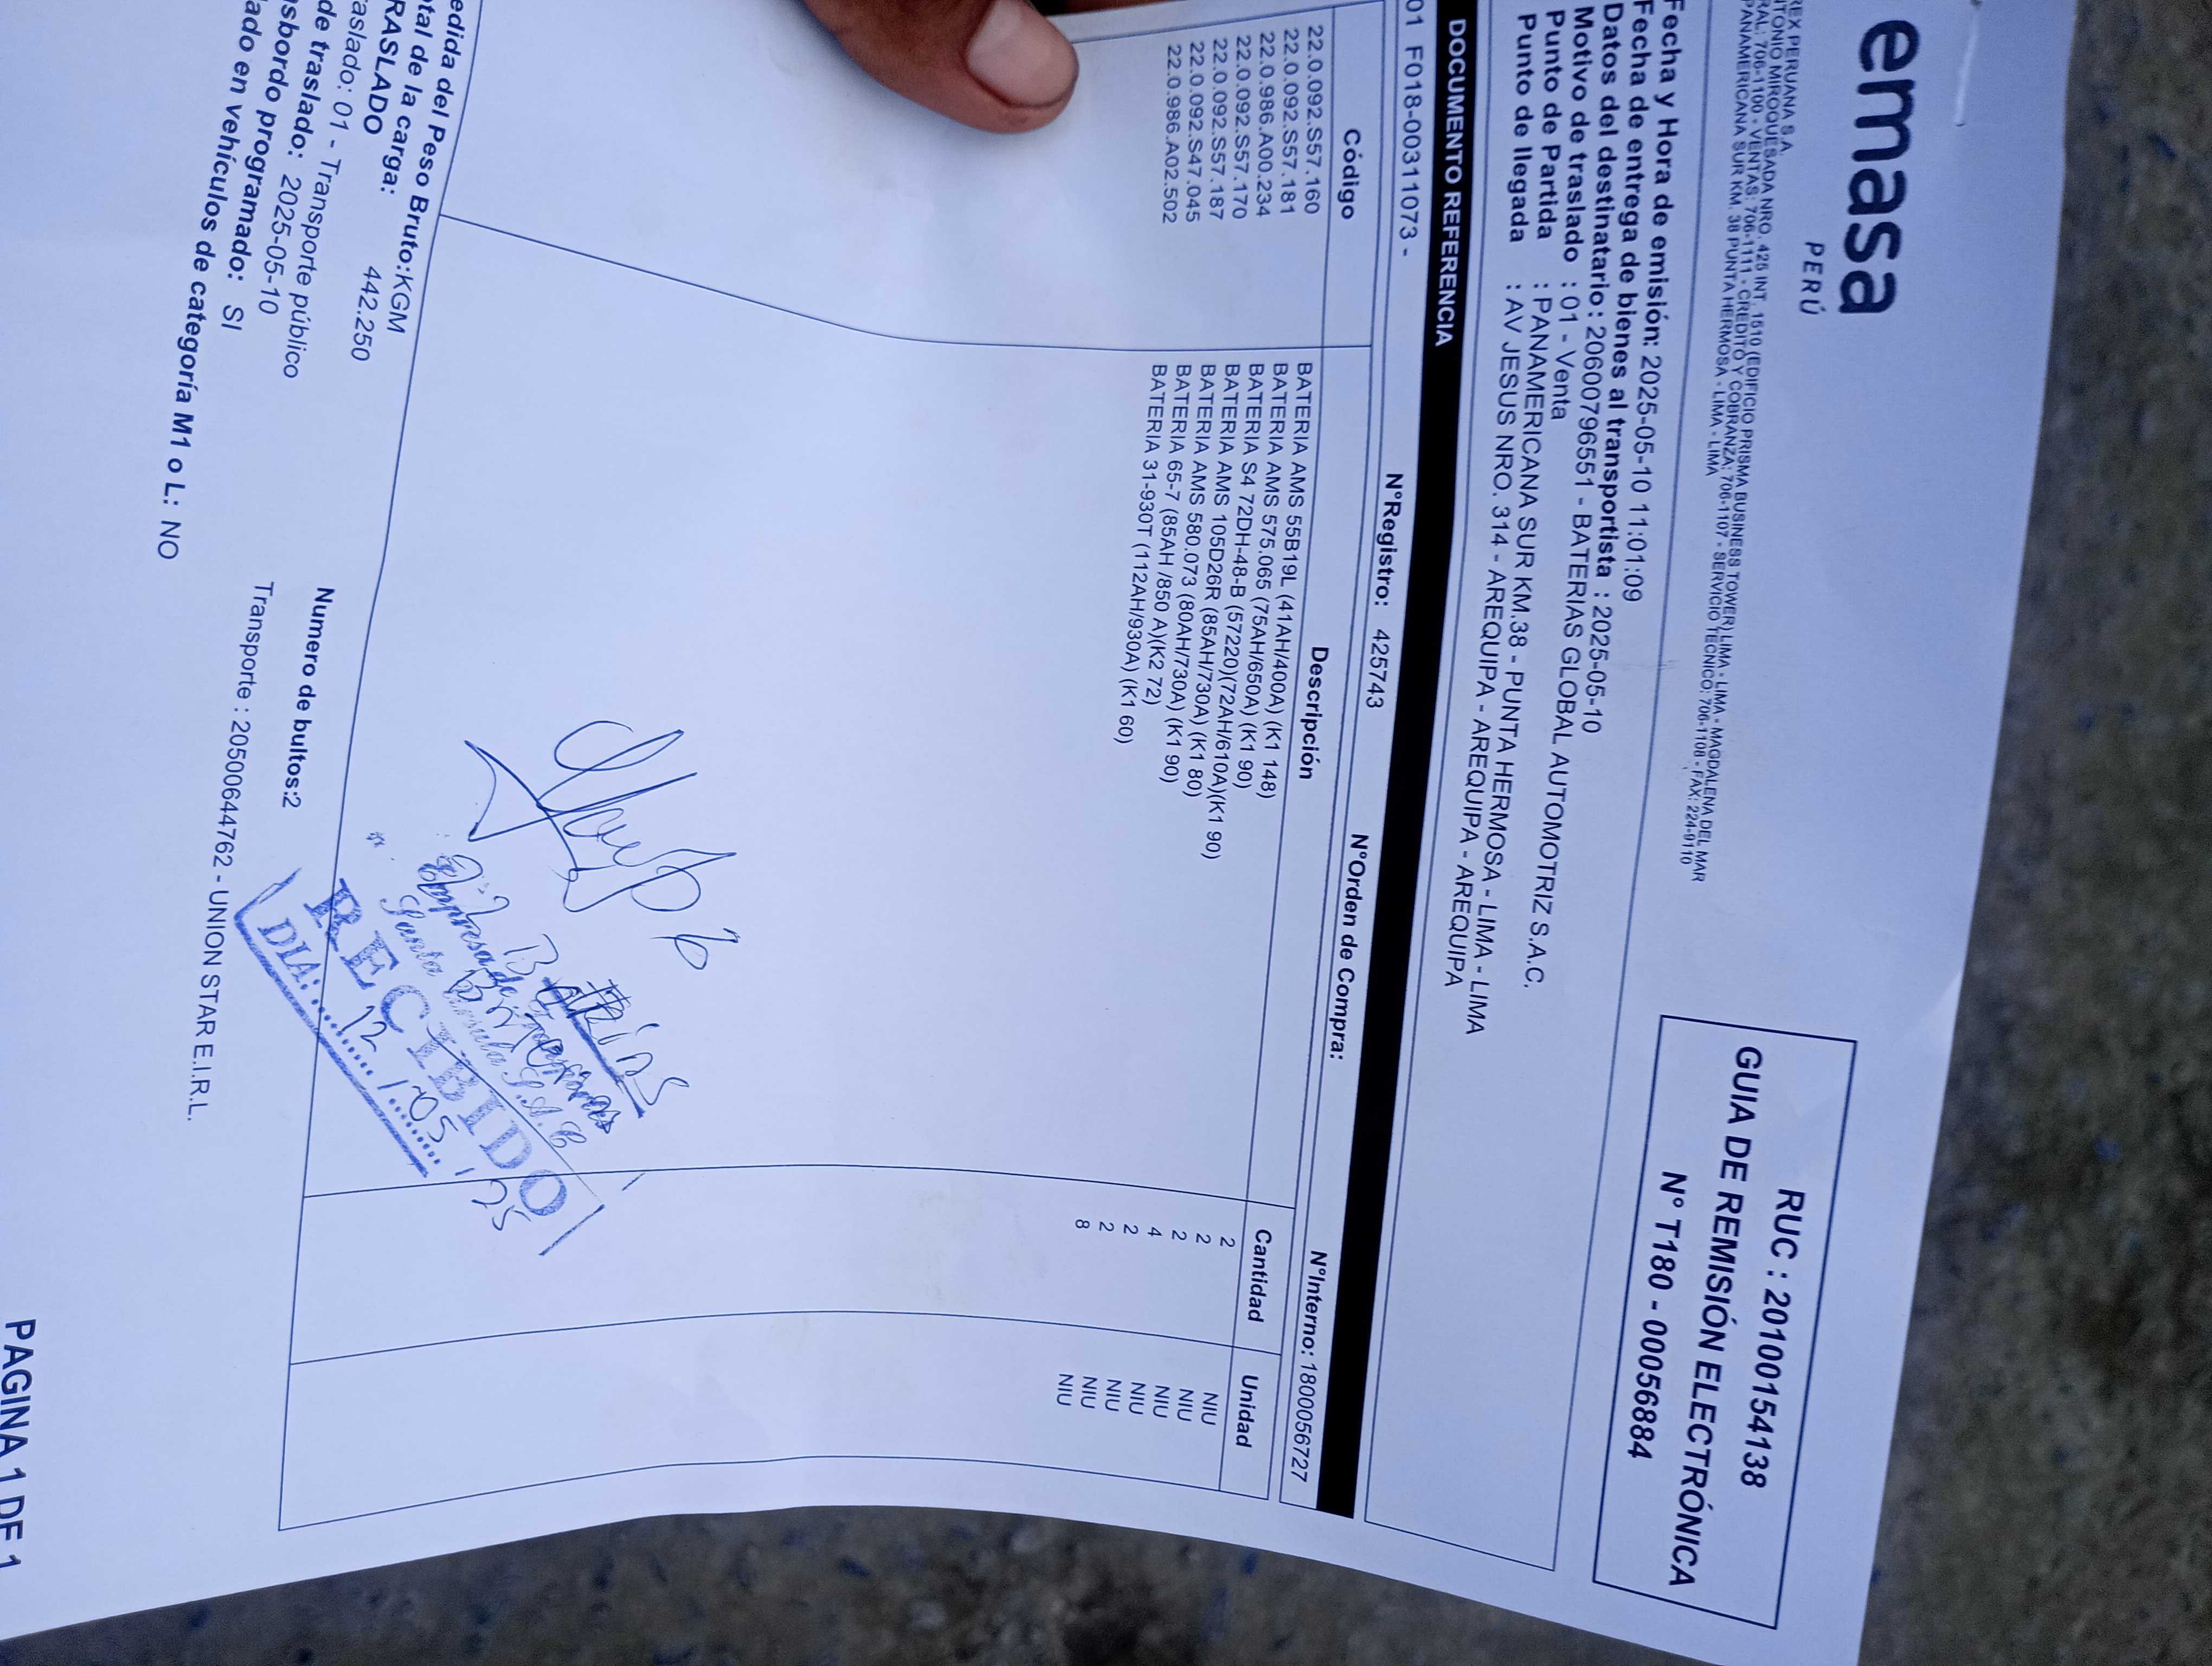 emasa
PERÚ
REX PERUANA S.A.
TONIO MIROQUESADA NRO. 425 INT. 1510 (EDIFICIO PRISMA BUSINESS TOWER) LIMA - LIMA - MAGDALENA DEL MAR
RAL: 706-1100 - VENTAS: 706-1111 - CREDITO Y COBRANZA: 706-1107 - SERVICIO TECNICO: 706-1108 - FAX: 224-9110
PANAMERICANA SUR KM. 38 PUNTA HERMOSA - LIMA - LIMA
RUC : 20100154138
GUIA DE REMISIÓN ELECTRÓNICA
Nº T180 - 00056884
Fecha y Hora de emisión: 2025-05-10 11:01:09
Fecha de entrega de bienes al transportista : 2025-05-10
Datos del destinatario : 20600796551 - BATERIAS GLOBAL AUTOMOTRIZ S.A.C.
Motivo de traslado : 01 - Venta
Punto de Partida : PANAMERICANA SUR KM.38 - PUNTA HERMOSA - LIMA - LIMA - LIMA
Punto de llegada : AV JESUS NRO. 314 - AREQUIPA - AREQUIPA - AREQUIPA - AREQUIPA
DOCUMENTO REFERENCIA
01 F018-00311073 - N°Registro: 425743 N°Orden de Compra: N°Interno: 1800056727
Código Descripción Cantidad Unidad
22.0.092.S57.160 BATERIA AMS 55B19L (41AH/400A) (K1 148) 2 NIU
22.0.092.S57.181 BATERIA AMS 575.065 (75AH/650A) (K1 90) 2 NIU
22.0.986.A00.234 BATERIA S4 72DH-48-B (57220)(72AH/610A)(K1 90) 2 NIU
22.0.092.S57.170 BATERIA AMS 105D26R (85AH/730A) (K1 80) 4 NIU
22.0.092.S57.187 BATERIA AMS 580.073 (80AH/730A) (K1 90) 2 NIU
22.0.092.S47.045 BATERIA 65-7 (85AH /850 A)(K2 72) 2 NIU
22.0.986.A02.502 BATERIA 31-930T (112AH/930A) (K1 60) 8 NIU
Empresa de
Santa S.A.C
RECIBIDO
DIA: 12 / 05 / 25
edida del Peso Bruto:KGM
tal de la carga: 442.250
RASLADO
aslado: 01 - Transporte público
de traslado: 2025-05-10
sbordo programado: SI
ado en vehículos de categoría M1 o L: NO
Numero de bultos:2
Transporte : 20500644762 - UNION STAR E.I.R.L.
PAGINA 1 DE 1